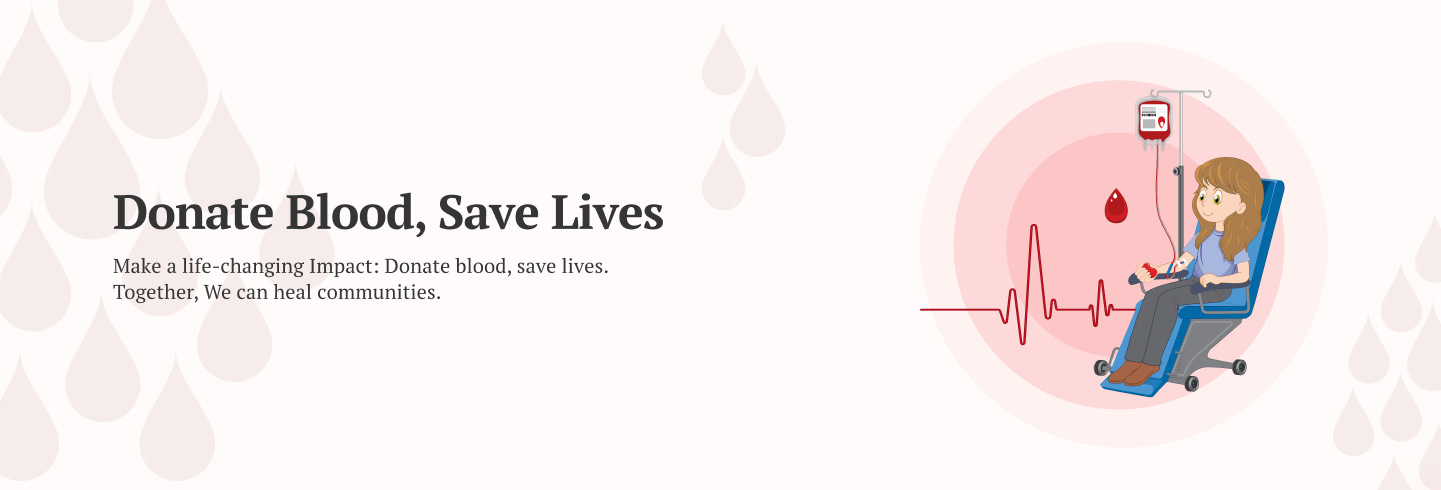 Donate Blood, Save Lives
Make a life-changing Impact: Donate blood, save lives.
Together, We can heal communities.